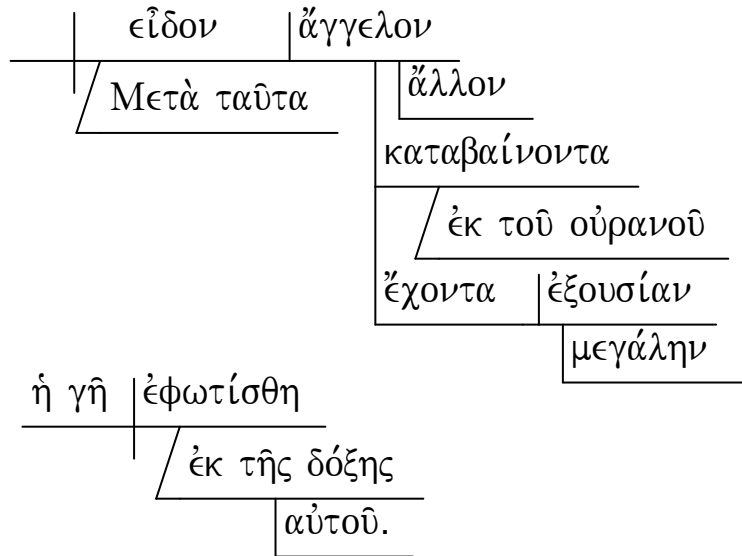 εἶδον ἄγγελον
Μετὰ ταῦτα ἄλλον
καταβαίνοντα
ἐκ τοῦ οὐρανοῦ
ἔχοντα ἐξουσίαν
μεγάλην
ἡ γῆ ἐφωτίσθη
ἐκ τῆς δόξης
αὐτοῦ.